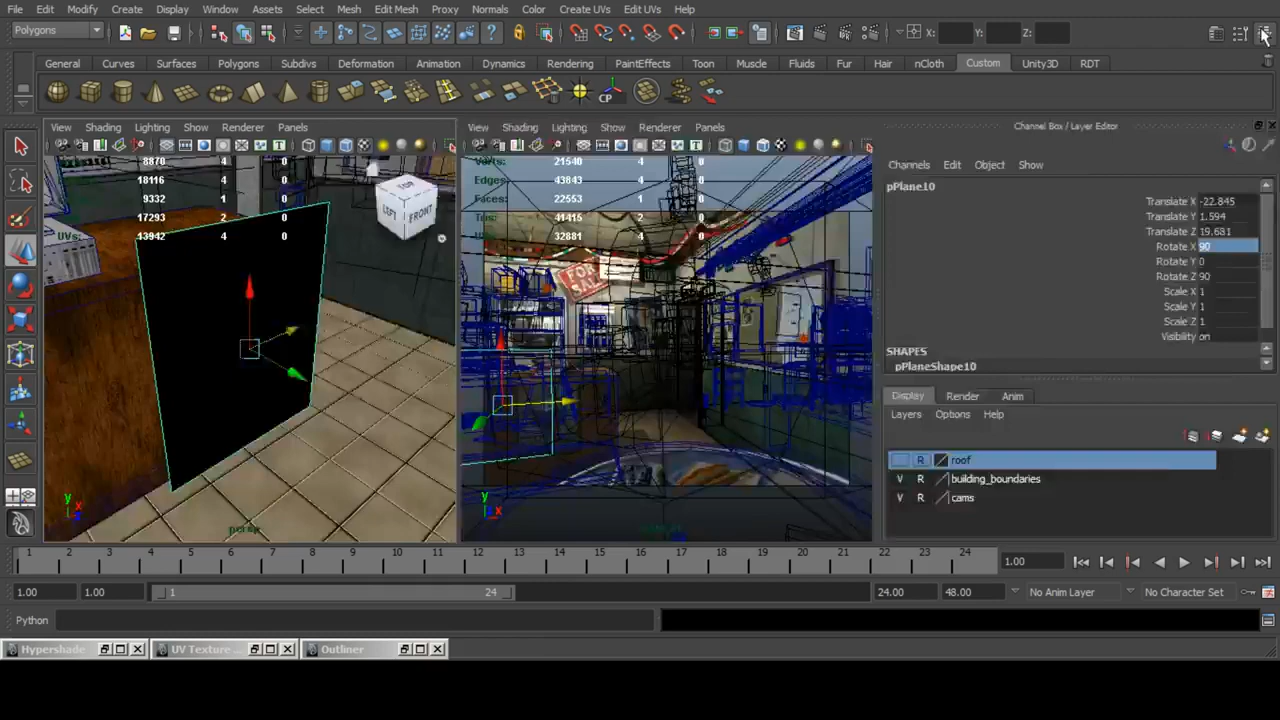 File Edit Modify Create Display Window Assets Select Mesh Edit Mesh Proxy Normals Color Create UVs Edit UVs Help
Polygons X: Y: Z:
General Curves Surfaces Polygons Subdivs Deformation Animation Dynamics Rendering PaintEffects Toon Muscle Fluids Fur Hair nCloth Custom Unity3D RDT
CP
View Shading Lighting Show Renderer Panels
8870 4 0
18116 4 0
9332 1 0
17293 2 0
UVs: 13942 4 0
TOP
LEFT FRONT
y
x
persp
View Shading Lighting Show Renderer Panels
Verts: 21540 4 0
Edges: 43843 4 0
Faces: 22553 1 0
Tris: 41415 2 0
UVs: 32881 4 0
FOR
SALE
y
x
Channel Box / Layer Editor
Channels Edit Object Show
pPlane10
Translate X -22.845
Translate Y 1.594
Translate Z 19.681
Rotate X 90
Rotate Y 0
Rotate Z 90
Scale X 1
Scale Y 1
Scale Z 1
Visibility on
SHAPES
pPlaneShape10
Display Render Anim
Layers Options Help
R roof
V R building_boundaries
V R cams
1 2 3 4 5 6 7 8 9 10 11 12 13 14 15 16 17 18 19 20 21 22 23 24 1.00
1.00 1.00 1 24 24.00 48.00 No Anim Layer No Character Set
Python
Hypershade UV Texture ... Outliner